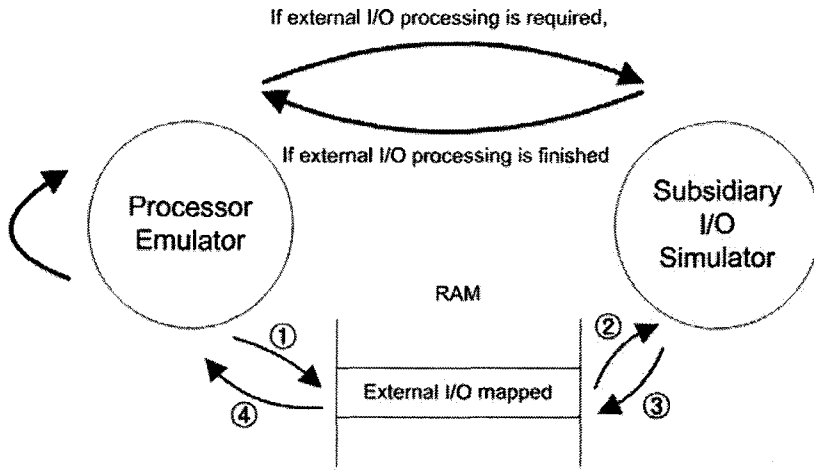 If external I/O processing is required,
If external I/O processing is finished
Processor
Emulator
Subsidiary
I/O
Simulator
RAM
①
②
External I/O mapped
④
③